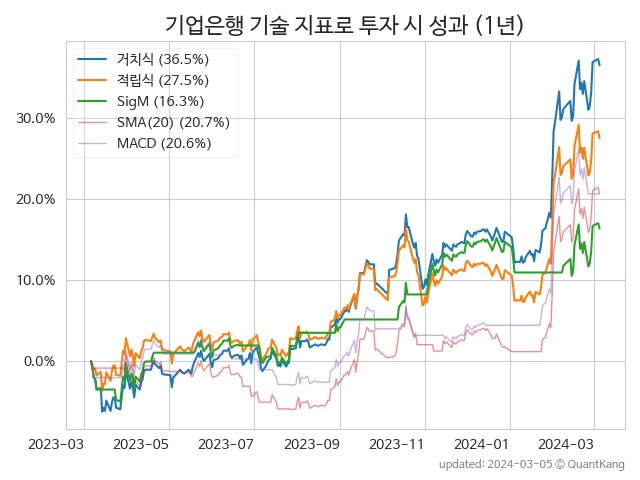 기업은행 기술 지표로 투자 시 성과 (1년)
거치식 (36.5%)
적립식 (27.5%)
SigM (16.3%)
SMA(20) (20.7%)
MACD (20.6%)
30.0%
20.0%
10.0%
0.0%
2023-03 2023-05 2023-07 2023-09 2023-11 2024-01 2024-03
updated: 2024-03-05 © QuantKang